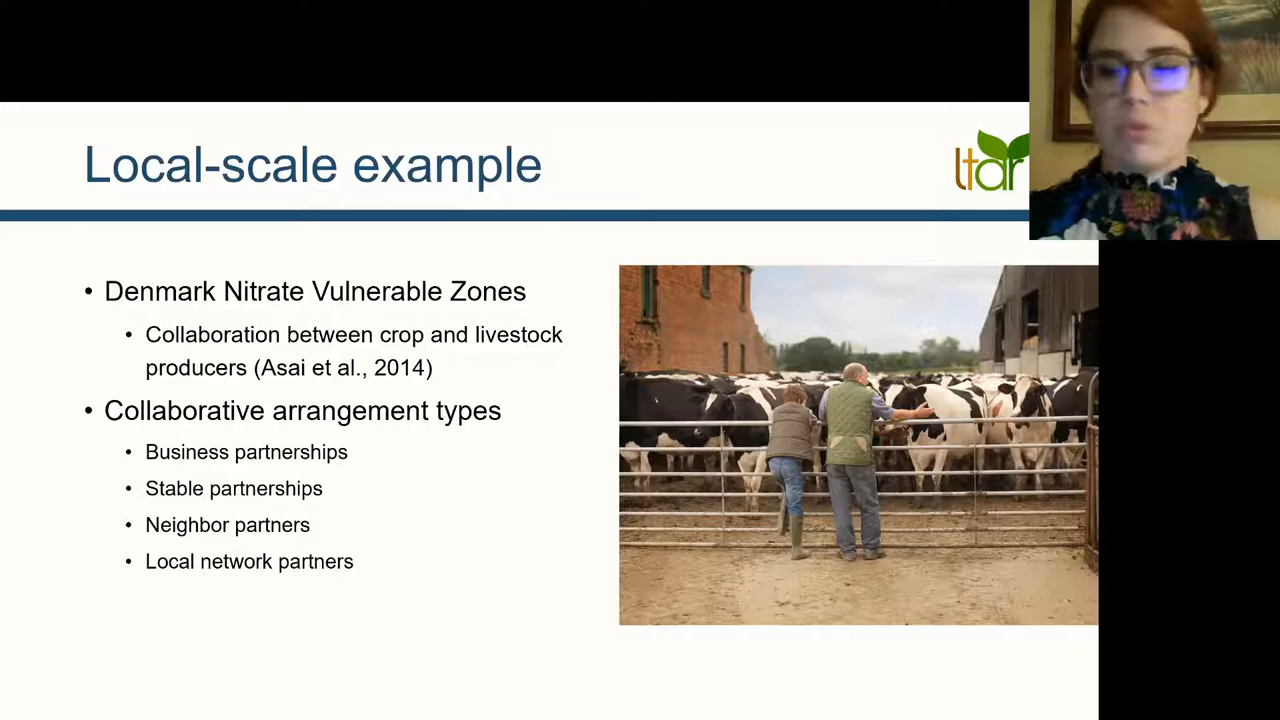 Local-scale example
ltar
• Denmark Nitrate Vulnerable Zones
• Collaboration between crop and livestock
producers (Asai et al., 2014)
• Collaborative arrangement types
• Business partnerships
• Stable partnerships
• Neighbor partners
• Local network partners